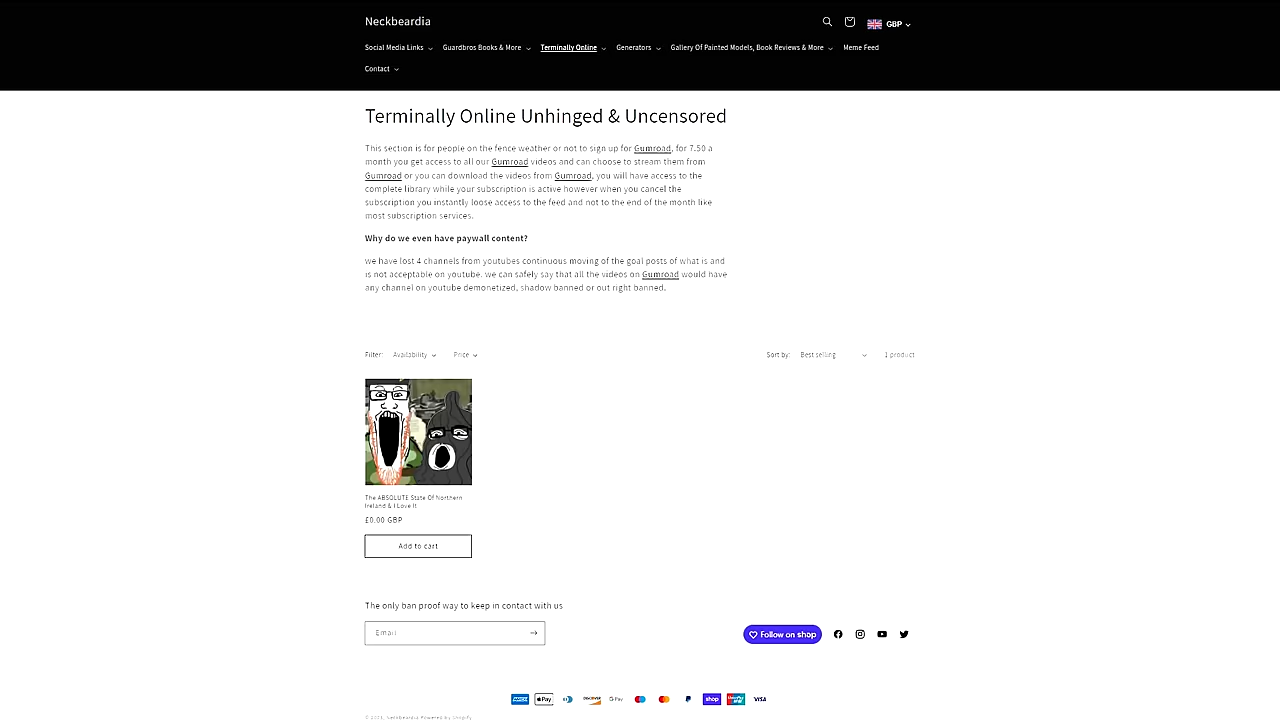 Neckbeardia
GBP
Social Media Links
Guardbros Books & More
Terminally Online
Generators
Gallery Of Painted Models, Book Reviews & More
Meme Feed
Contact
Terminally Online Unhinged & Uncensored
This section is for people on the fence weather or not to sign up for Gumroad, for 7.50 a
month you get access to all our Gumroad videos and can choose to stream them from
Gumroad or you can download the videos from Gumroad, you will have access to the
complete library while your subscription is active however when you cancel the
subscription you instantly loose access to the feed and not to the end of the month like
most subscription services.
Why do we even have paywall content?
we have lost 4 channels from youtubes continuous moving of the goal posts of what is and
is not acceptable on youtube. we can safely say that all the videos on Gumroad would have
any channel on youtube demonetized, shadow banned or out right banned.
Filter:
Availability
Price
Sort by:
Best selling
1 product
The ABSOLUTE State Of Northern
Ireland & I Love It
£0.00 GBP
Add to cart
The only ban proof way to keep in contact with us
Email
Follow on shop
Pay
DISCOVER
G Pay
shop
VISA
Neckbeardia Powered by Shopify